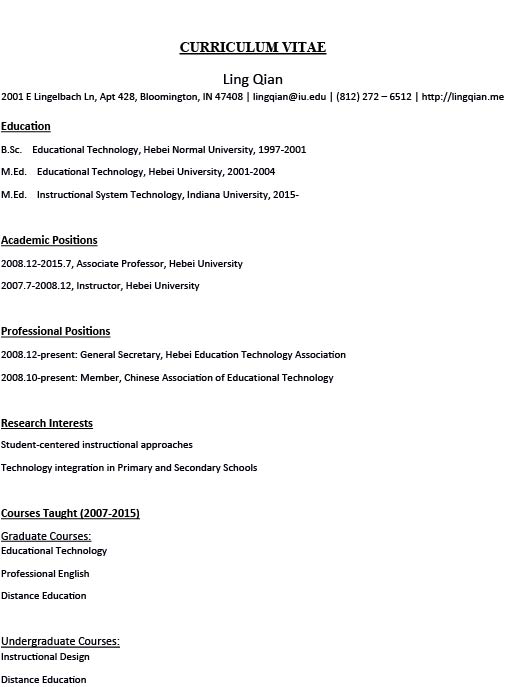 CURRICULUM VITAE
Ling Qian
2001 E Lingelbach Ln, Apt 428, Bloomington, IN 47408 | lingqian@iu.edu | (812) 272 – 6512 | http://lingqian.me
Education
B.Sc. Educational Technology, Hebei Normal University, 1997-2001
M.Ed. Educational Technology, Hebei University, 2001-2004
M.Ed. Instructional System Technology, Indiana University, 2015-
Academic Positions
2008.12-2015.7, Associate Professor, Hebei University
2007.7-2008.12, Instructor, Hebei University
Professional Positions
2008.12-present: General Secretary, Hebei Education Technology Association
2008.10-present: Member, Chinese Association of Educational Technology
Research Interests
Student-centered instructional approaches
Technology integration in Primary and Secondary Schools
Courses Taught (2007-2015)
Graduate Courses:
Educational Technology
Professional English
Distance Education
Undergraduate Courses:
Instructional Design
Distance Education